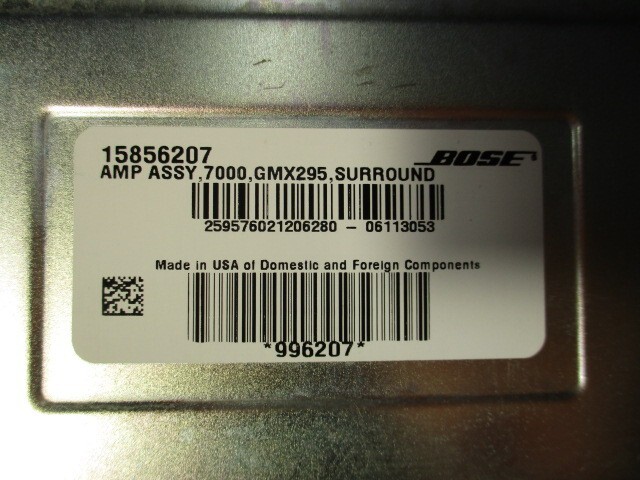 15856207 BOSE
AMP ASSY,7000,GMX295,SURROUND
259576021206280 - 06113053
Made in USA of Domestic and Foreign Components
*996207*